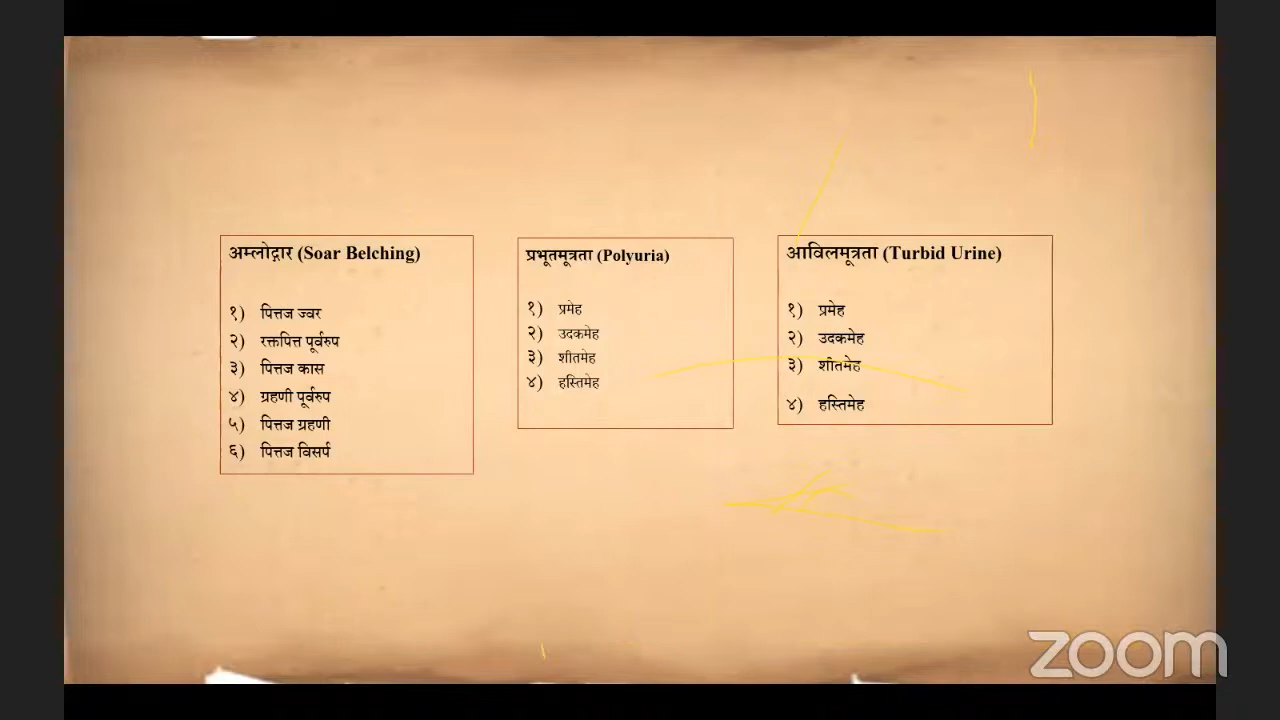 अम्लोद्गार (Soar Belching)
१) पित्तज ज्वर
२) रक्तपित्त पूर्वरुप
३) पित्तज कास
४) ग्रहणी पूर्वरुप
५) पित्तज ग्रहणी
६) पित्तज विसर्प
प्रभूतमूत्रता (Polyuria)
१) प्रमेह
२) उदकमेह
३) शीतमेह
४) हस्तिमेह
आविलमूत्रता (Turbid Urine)
१) प्रमेह
२) उदकमेह
३) शीतमेह
४) हस्तिमेह
zoom